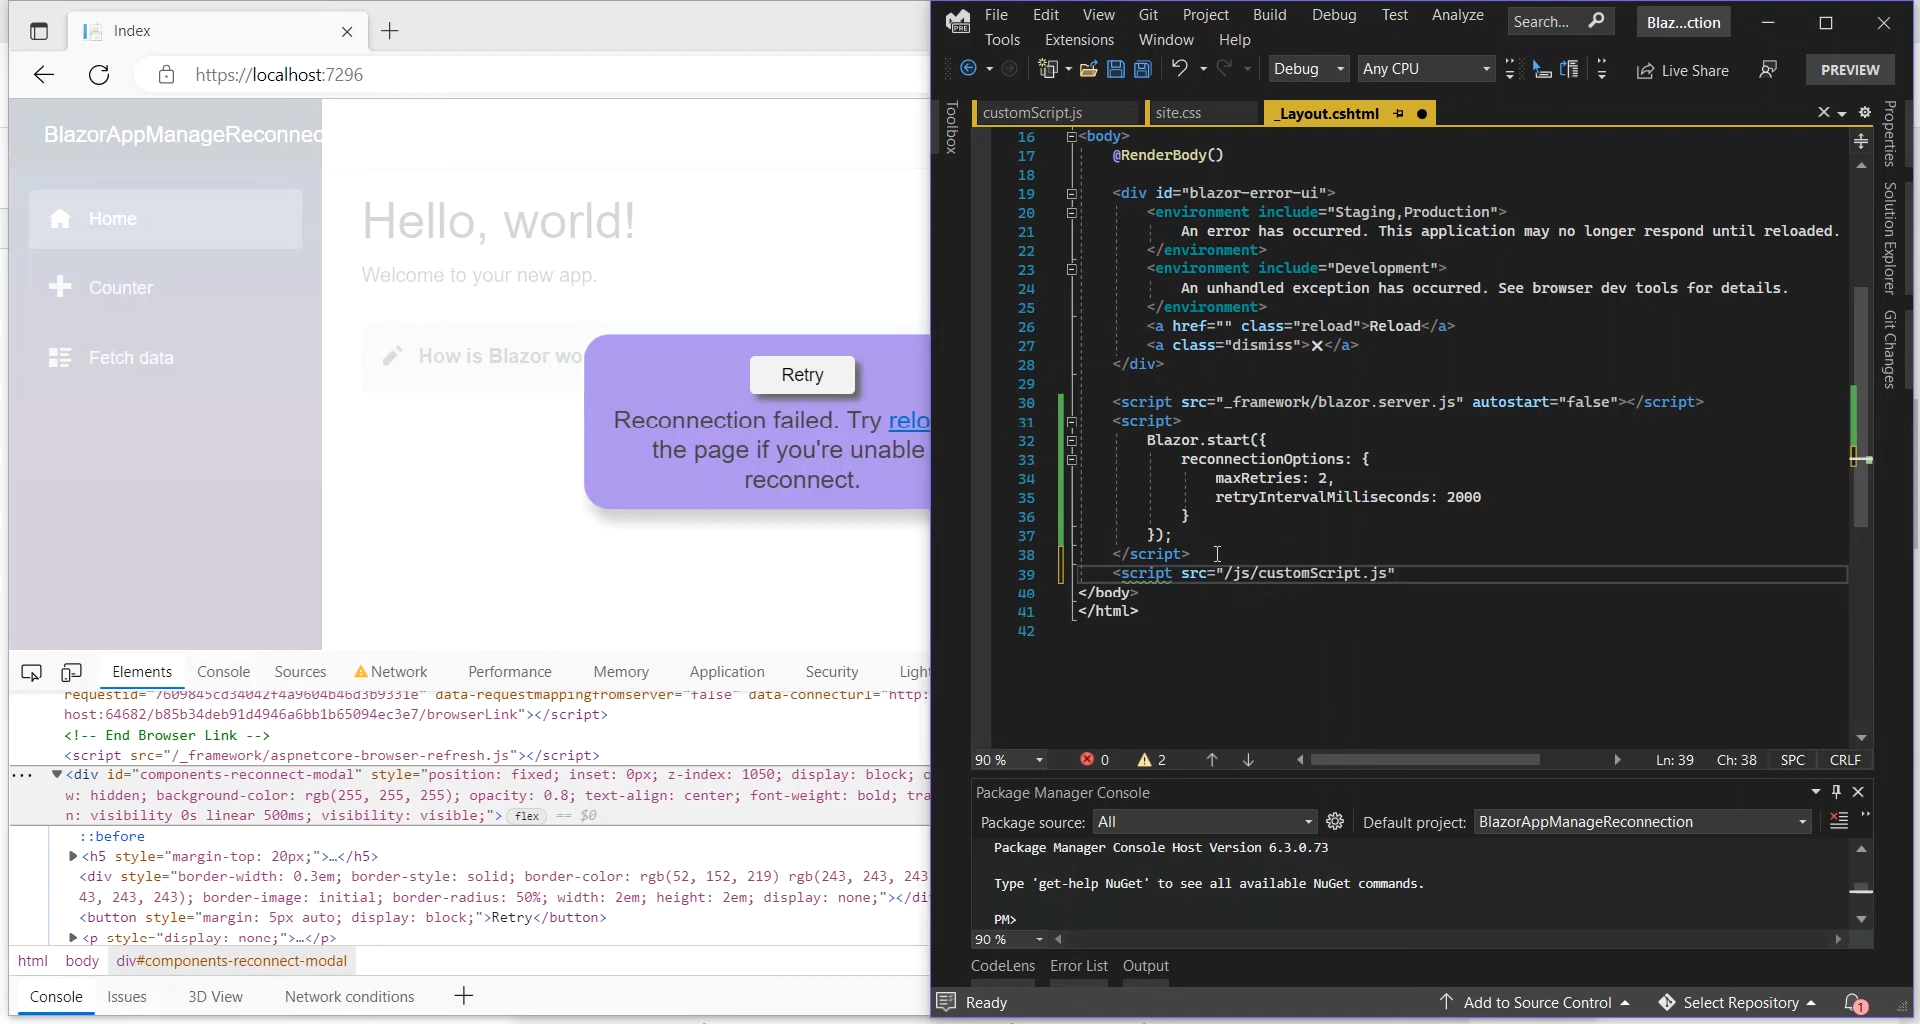 Index
https://localhost:7296
BlazorAppManageReconnec
Home
Counter
Fetch data
Hello, world!
Welcome to your new app.
How is Blazor wo
Retry
Reconnection failed. Try relo
the page if you're unable
reconnect.
Elements Console Sources Network Performance Memory Application Security Ligh
requestid="7609845cd34042f4a9604b46d3b9331e" data-requestmappingfromserver="false" data-connecturl="http:
host:64682/b85b34deb91d4946a6bb1b65094ec3e7/browserLink"></script>
<!-- End Browser Link -->
<script src="/_framework/aspnetcore-browser-refresh.js"></script>
... ▼<div id="components-reconnect-modal" style="position: fixed; inset: 0px; z-index: 1050; display: block; o
w: hidden; background-color: rgb(255, 255, 255); opacity: 0.8; text-align: center; font-weight: bold; tra
n: visibility 0s linear 500ms; visibility: visible;"> flex == $0
::before
▶<h5 style="margin-top: 20px;">…</h5>
<div style="border-width: 0.3em; border-style: solid; border-color: rgb(52, 152, 219) rgb(243, 243, 243
43, 243, 243); border-image: initial; border-radius: 50%; width: 2em; height: 2em; display: none;"></di
<button style="margin: 5px auto; display: block;">Retry</button>
▶<p style="display: none;">…</p>
html body div#components-reconnect-modal
Console Issues 3D View Network conditions
File Edit View Git Project Build Debug Test Analyze Search... Blaz...ction
Tools Extensions Window Help
PRE
Debug Any CPU Live Share PREVIEW
Toolbox
customScript.js site.css _Layout.cshtml
Properties
Solution Explorer
Git Changes
16 <body>
17 @RenderBody()
18
19 <div id="blazor-error-ui">
20 <environment include="Staging,Production">
21 An error has occurred. This application may no longer respond until reloaded.
22 </environment>
23 <environment include="Development">
24 An unhandled exception has occurred. See browser dev tools for details.
25 </environment>
26 <a href="" class="reload">Reload</a>
27 <a class="dismiss">🗙</a>
28 </div>
29
30 <script src="_framework/blazor.server.js" autostart="false"></script>
31 <script>
32 Blazor.start({
33 reconnectionOptions: {
34 maxRetries: 2,
35 retryIntervalMilliseconds: 2000
36 }
37 });
38 </script>
39 <script src="/js/customScript.js"
40 </body>
41 </html>
42
90 % 0 2 Ln: 39 Ch: 38 SPC CRLF
Package Manager Console
Package source: All Default project: BlazorAppManageReconnection
Package Manager Console Host Version 6.3.0.73
Type 'get-help NuGet' to see all available NuGet commands.
PM>
90 %
CodeLens Error List Output
Ready Add to Source Control Select Repository 1